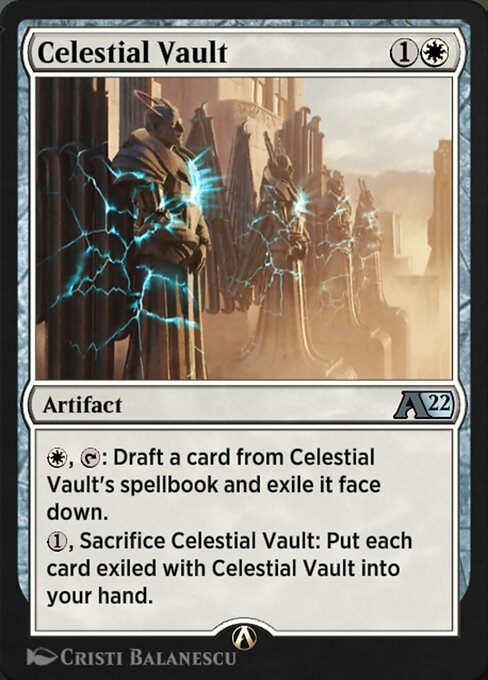 Celestial Vault 1
Artifact A22
, : Draft a card from Celestial
Vault's spellbook and exile it face
down.
1, Sacrifice Celestial Vault: Put each
card exiled with Celestial Vault into
your hand.
Cristi Balanescu